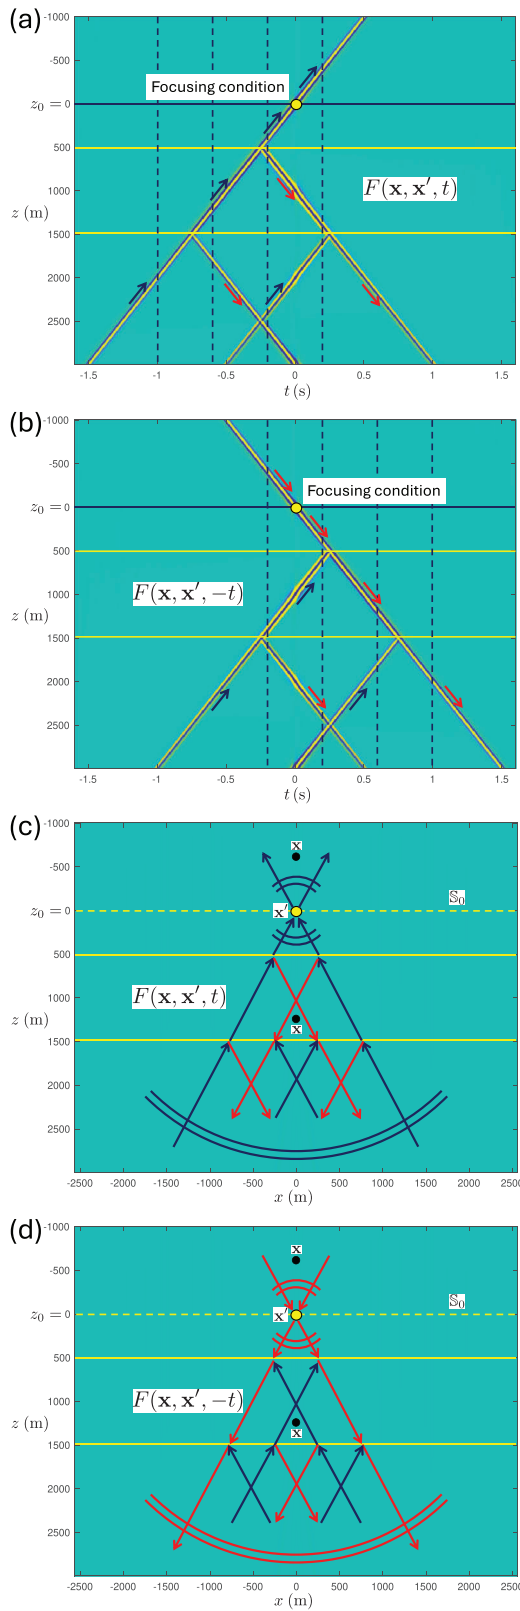 (a)
-1000
-500
Focusing condition
z₀ = 0
500
F(x, x′, t)
1000
z (m)
1500
2000
2500
-1.5 -1 -0.5 0 0.5 1 1.5
t (s)
(b)
-1000
-500
Focusing condition
z₀ = 0
500
F(x, x′, −t)
1000
1500
z (m)
2000
2500
-1.5 -1 -0.5 0 0.5 1 1.5
t (s)
(c)
-1000
x
-500
𝕊₀
z₀ = 0
x′
500
F(x, x′, t)
1000
z (m)
x
1500
2000
2500
-2500 -2000 -1500 -1000 -500 0 500 1000 1500 2000 2500
x (m)
(d)
-1000
x
-500
𝕊₀
z₀ = 0
x′
500
F(x, x′, −t)
1000
z (m)
x
1500
2000
2500
-2500 -2000 -1500 -1000 -500 0 500 1000 1500 2000 2500
x (m)